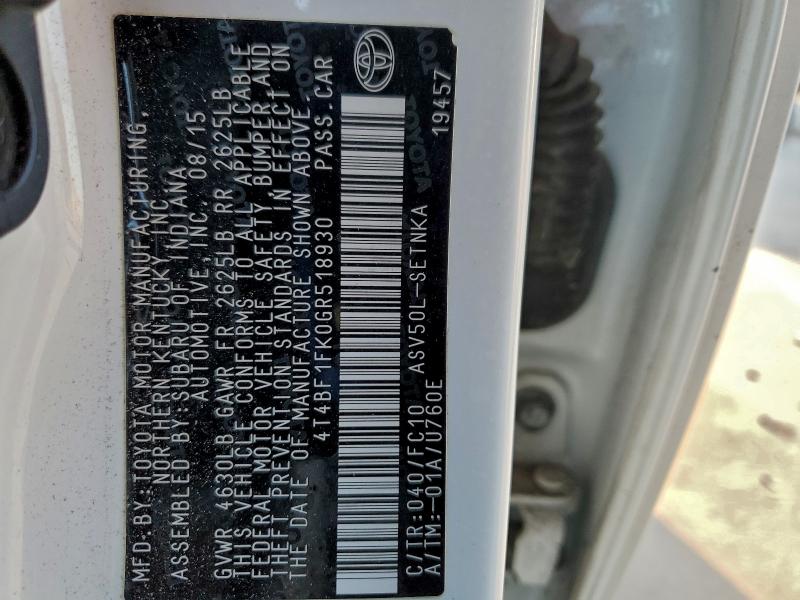 MFD.BY:TOYOTA MOTOR MANUFACTURING,
NORTHERN KENTUCKY INC.
ASSEMBLED BY:SUBARU OF INDIANA
AUTOMOTIVE,INC. 08/15
GVWR 4630LB GAWR FR 2625LB RR 2625LB
THIS VEHICLE CONFORMS TO ALL APPLICABLE
FEDERAL MOTOR VEHICLE SAFETY, BUMPER,AND
THEFT PREVENTION STANDARDS IN EFFECT ON
THE DATE OF MANUFACTURE SHOWN ABOVE.
4T4BF1FK0GR518930 PASS.CAR
C/TR:040/FC10 ASV50L-SETNKA
A/TM:-01A/U760E 19457